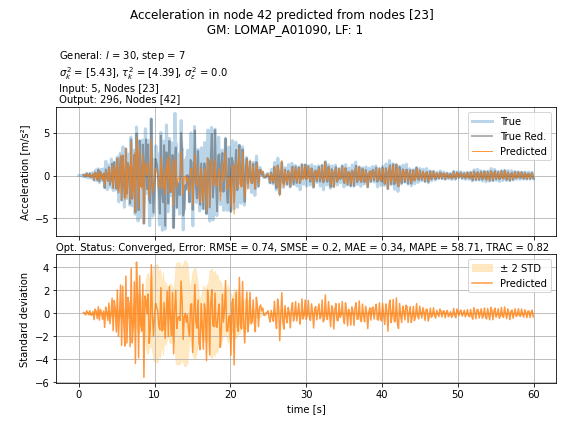 Acceleration in node 42 predicted from nodes [23]
GM: LOMAP_A01090, LF: 1
General: l = 30, step = 7
σ²ₖ = [5.43], τ²ₖ = [4.39], σ²ε = 0.0
Input: 5, Nodes [23]
Output: 296, Nodes [42]
Acceleration [m/s²]
5
0
−5
True
True Red.
Predicted
Opt. Status: Converged, Error: RMSE = 0.74, SMSE = 0.2, MAE = 0.34, MAPE = 58.71, TRAC = 0.82
Standard deviation
4
2
0
−2
−4
−6
± 2 STD
Predicted
0 10 20 30 40 50 60
time [s]